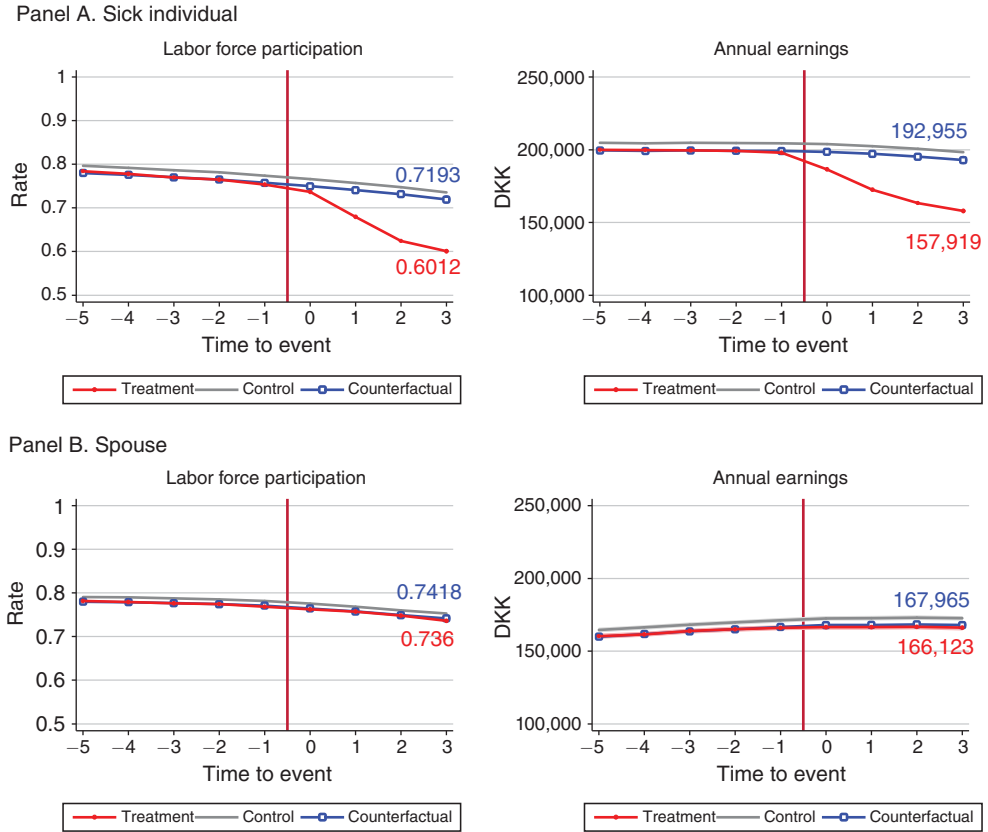 Panel A. Sick individual
Labor force participation
Rate
1
0.9
0.8
0.7
0.6
0.5
0.7193
0.6012
−5 −4 −3 −2 −1 0 1 2 3
Time to event
Treatment Control Counterfactual
Annual earnings
DKK
250,000
200,000
150,000
100,000
192,955
157,919
−5 −4 −3 −2 −1 0 1 2 3
Time to event
Treatment Control Counterfactual
Panel B. Spouse
Labor force participation
Rate
1
0.9
0.8
0.7
0.6
0.5
0.7418
0.736
−5 −4 −3 −2 −1 0 1 2 3
Time to event
Treatment Control Counterfactual
Annual earnings
DKK
250,000
200,000
150,000
100,000
167,965
166,123
−5 −4 −3 −2 −1 0 1 2 3
Time to event
Treatment Control Counterfactual